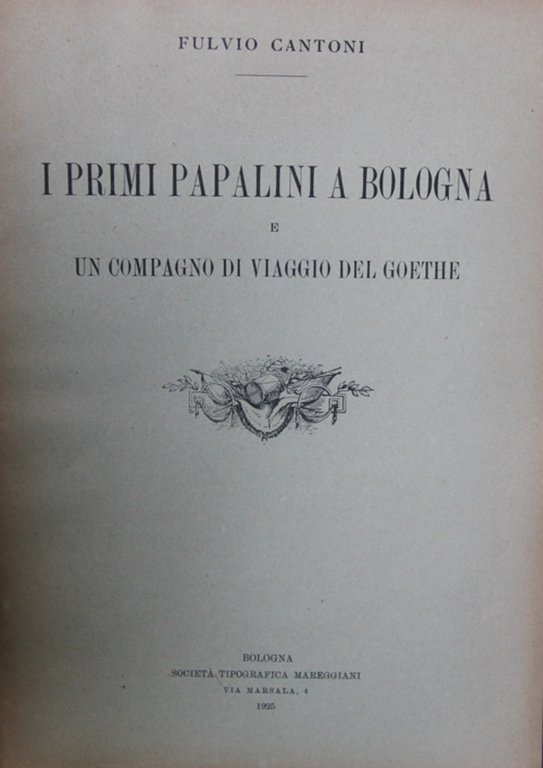 FULVIO CANTONI
I PRIMI PAPALINI A BOLOGNA
E
UN COMPAGNO DI VIAGGIO DEL GOETHE
BOLOGNA
SOCIETÀ TIPOGRAFICA MAREGGIANI
VIA MARSALA, 4
1925